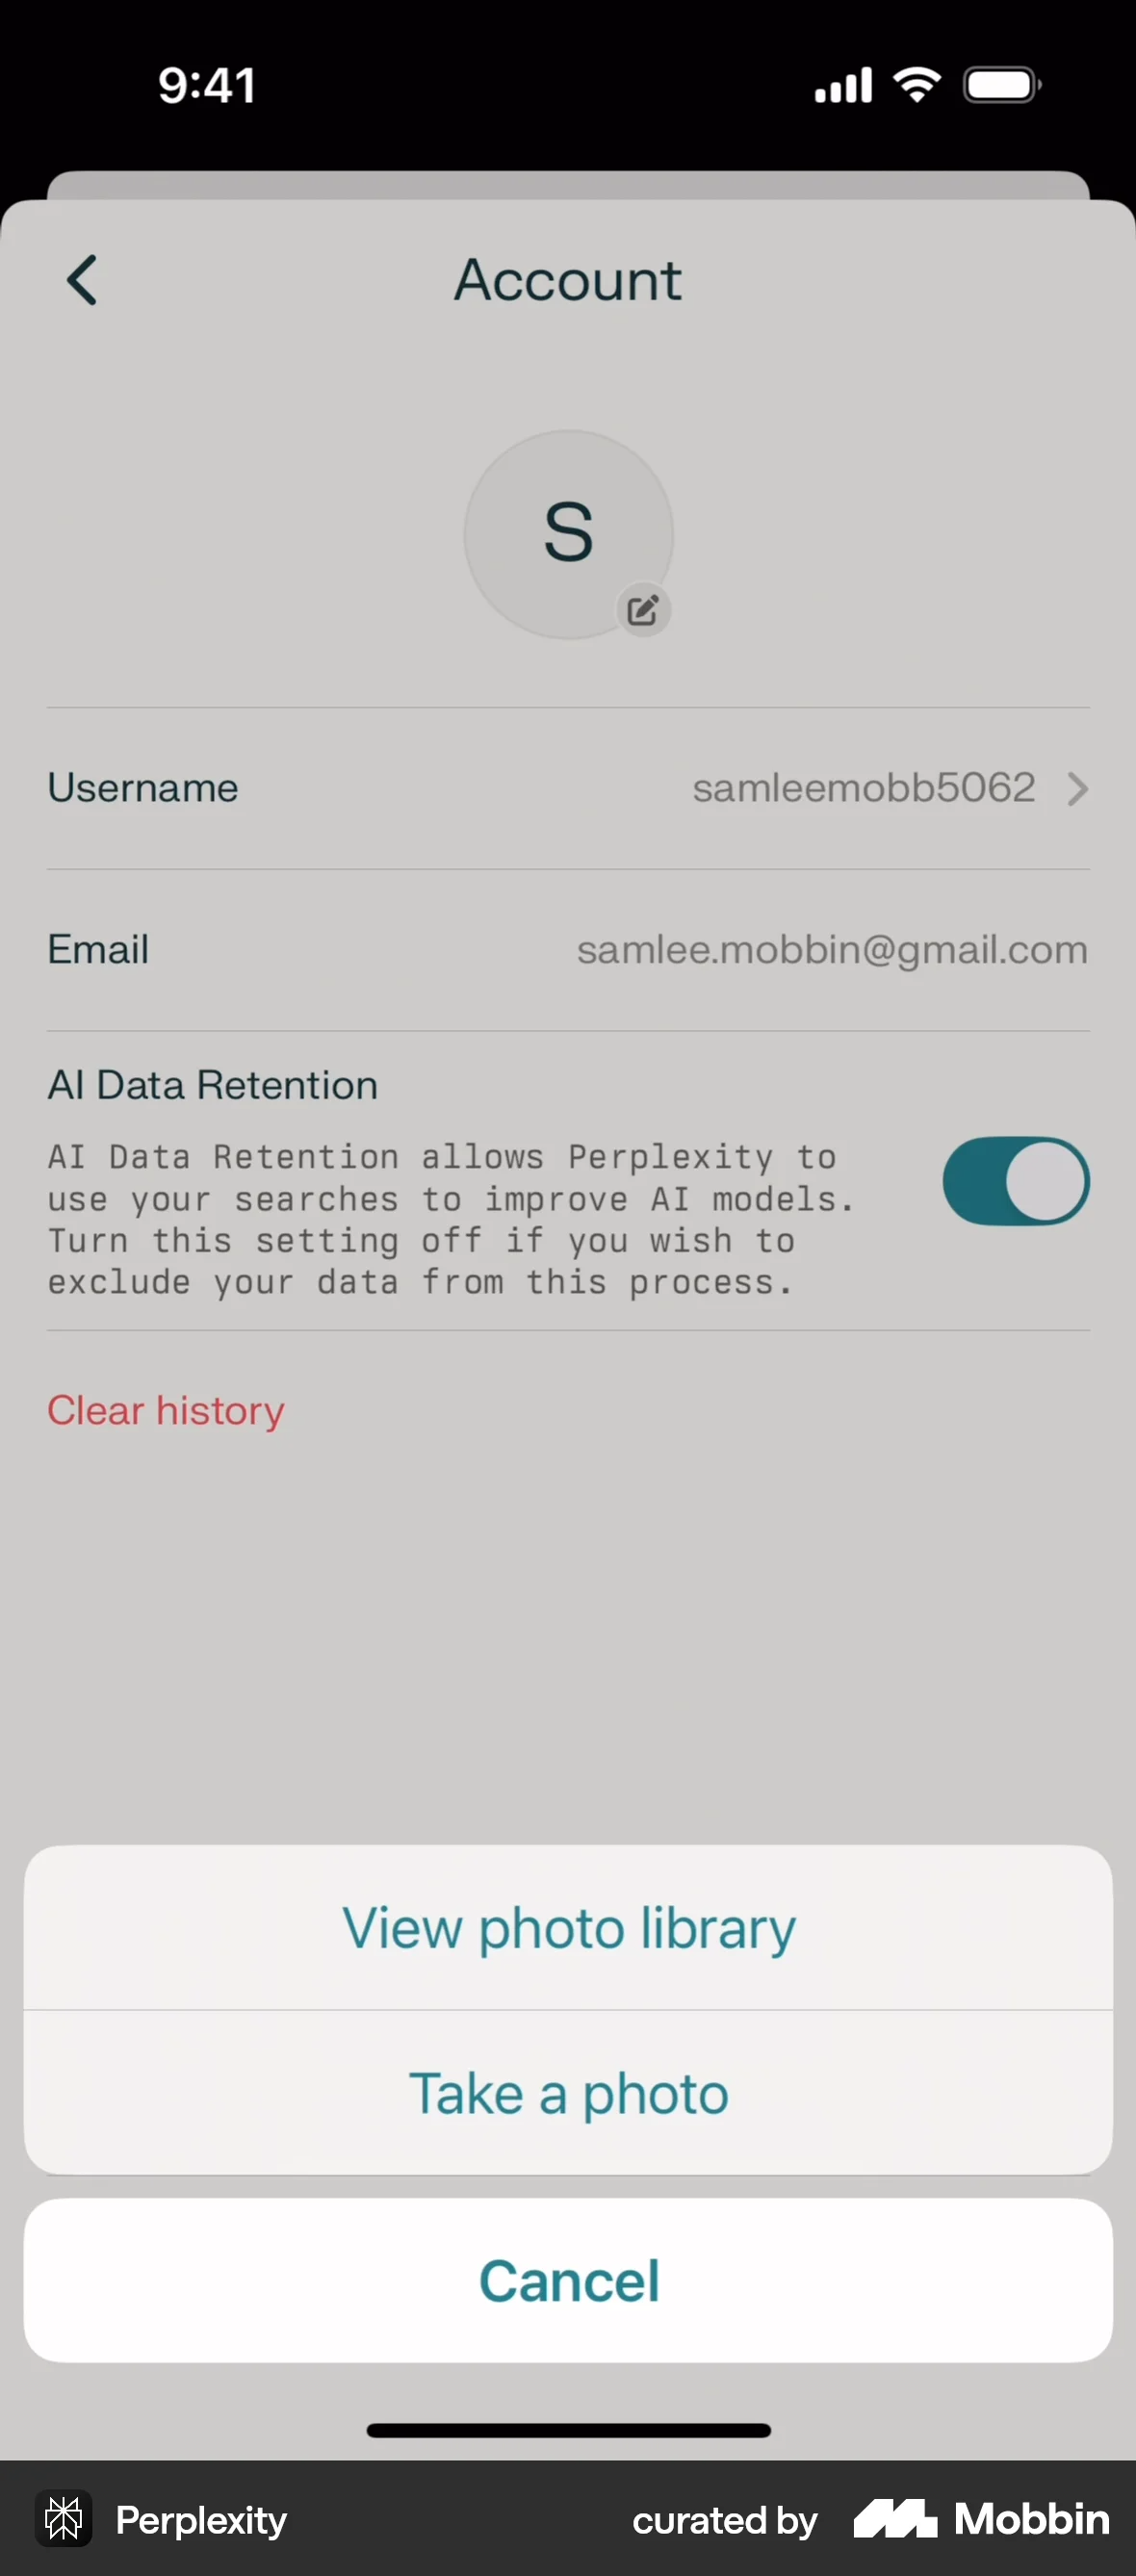 9:41
Account
S
Username
samleemobb5062
Email
samlee.mobbin@gmail.com
AI Data Retention
AI Data Retention allows Perplexity to
use your searches to improve AI models.
Turn this setting off if you wish to
exclude your data from this process.
Clear history
View photo library
Take a photo
Cancel
Perplexity
curated by
Mobbin